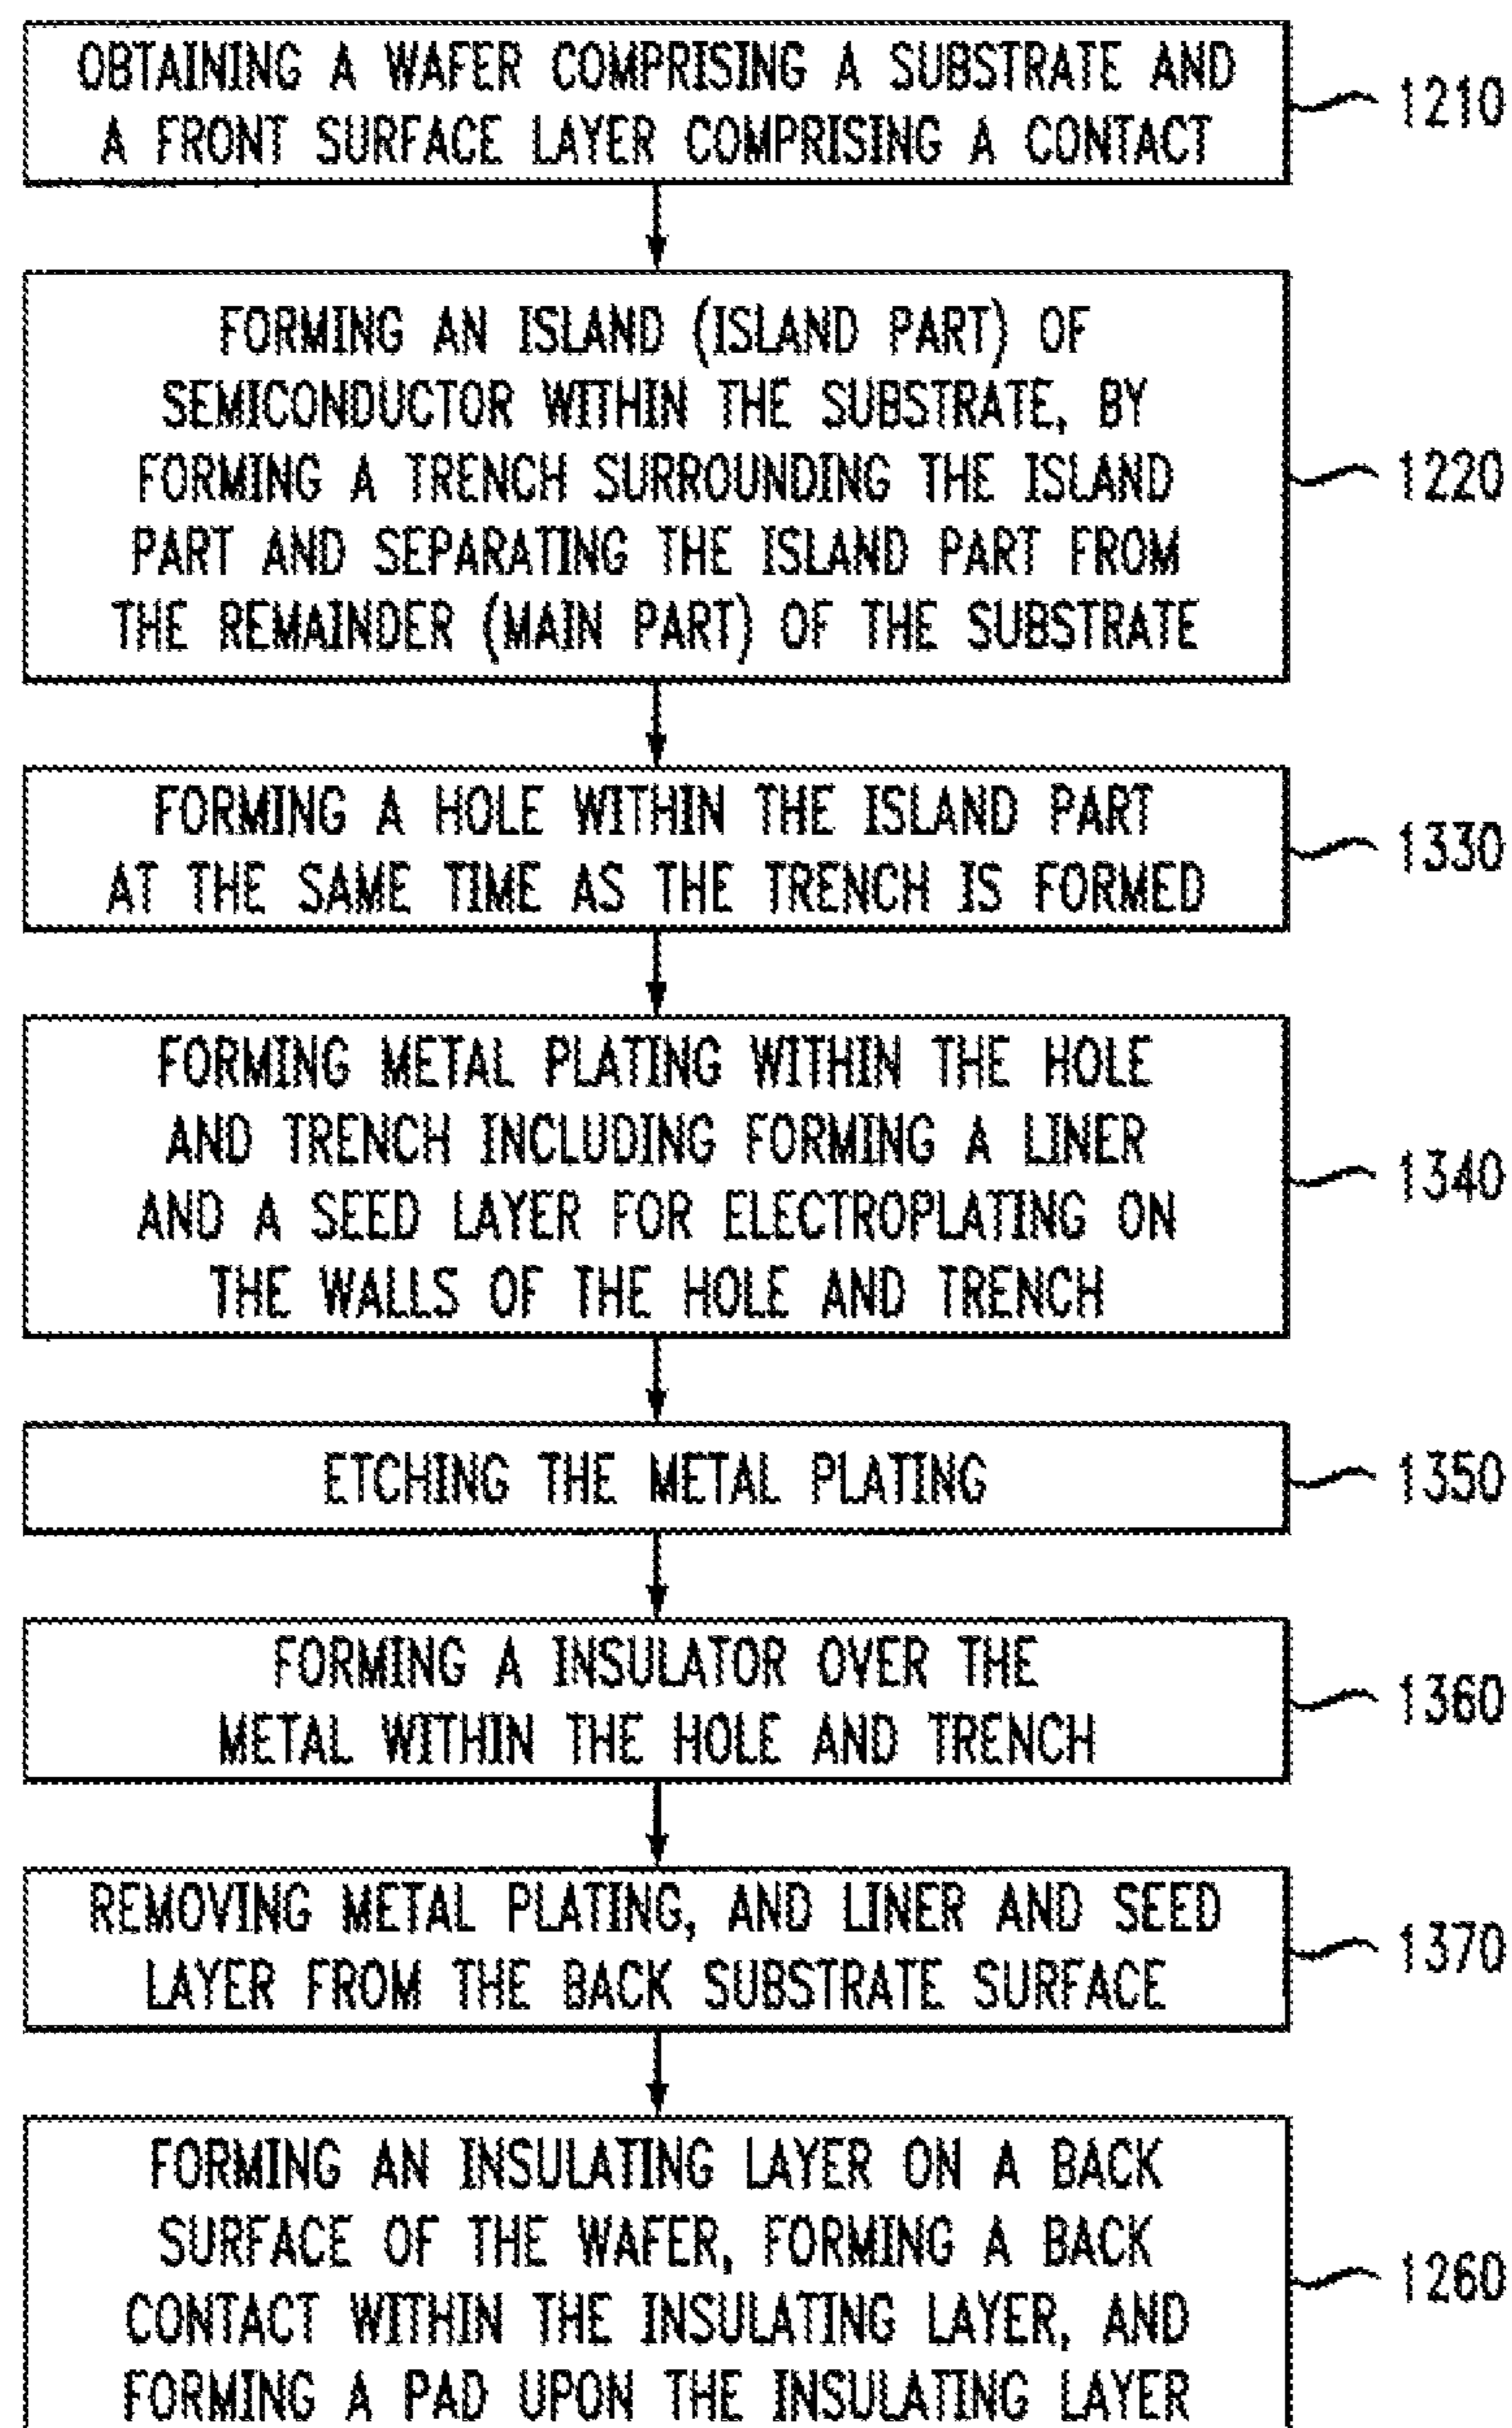 OBTAINING A WAFER COMPRISING A SUBSTRATE AND
A FRONT SURFACE LAYER COMPRISING A CONTACT
1210
FORMING AN ISLAND (ISLAND PART) OF
SEMICONDUCTOR WITHIN THE SUBSTRATE, BY
FORMING A TRENCH SURROUNDING THE ISLAND
PART AND SEPARATING THE ISLAND PART FROM
THE REMAINDER (MAIN PART) OF THE SUBSTRATE
1220
FORMING A HOLE WITHIN THE ISLAND PART
AT THE SAME TIME AS THE TRENCH IS FORMED
1330
FORMING METAL PLATING WITHIN THE HOLE
AND TRENCH INCLUDING FORMING A LINER
AND A SEED LAYER FOR ELECTROPLATING ON
THE WALLS OF THE HOLE AND TRENCH
1340
ETCHING THE METAL PLATING
1350
FORMING A INSULATOR OVER THE
METAL WITHIN THE HOLE AND TRENCH
1360
REMOVING METAL PLATING, AND LINER AND SEED
LAYER FROM THE BACK SUBSTRATE SURFACE
1370
FORMING AN INSULATING LAYER ON A BACK
SURFACE OF THE WAFER, FORMING A BACK
CONTACT WITHIN THE INSULATING LAYER, AND
FORMING A PAD UPON THE INSULATING LAYER
1260